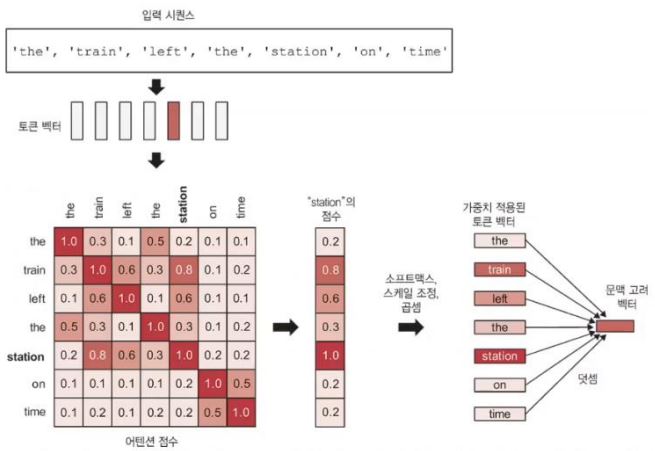 입력 시퀀스
'the', 'train', 'left', 'the', 'station', 'on', 'time'
토큰 벡터
the train left the station on time
the 1.0 0.3 0.1 0.5 0.2 0.1 0.1
train 0.3 1.0 0.6 0.3 0.8 0.1 0.2
left 0.1 0.6 1.0 0.1 0.6 0.1 0.1
the 0.5 0.3 0.1 1.0 0.3 0.1 0.2
station 0.2 0.8 0.6 0.3 1.0 0.2 0.2
on 0.1 0.1 0.1 0.1 0.2 1.0 0.5
time 0.1 0.2 0.1 0.2 0.2 0.5 1.0
어텐션 점수
"station"의
점수
0.2
0.8
0.6
0.3
1.0
0.2
0.2
소프트맥스,
스케일 조정,
곱셈
가중치 적용된
토큰 벡터
the
train
left
the
station
on
time
덧셈
문맥 고려
벡터